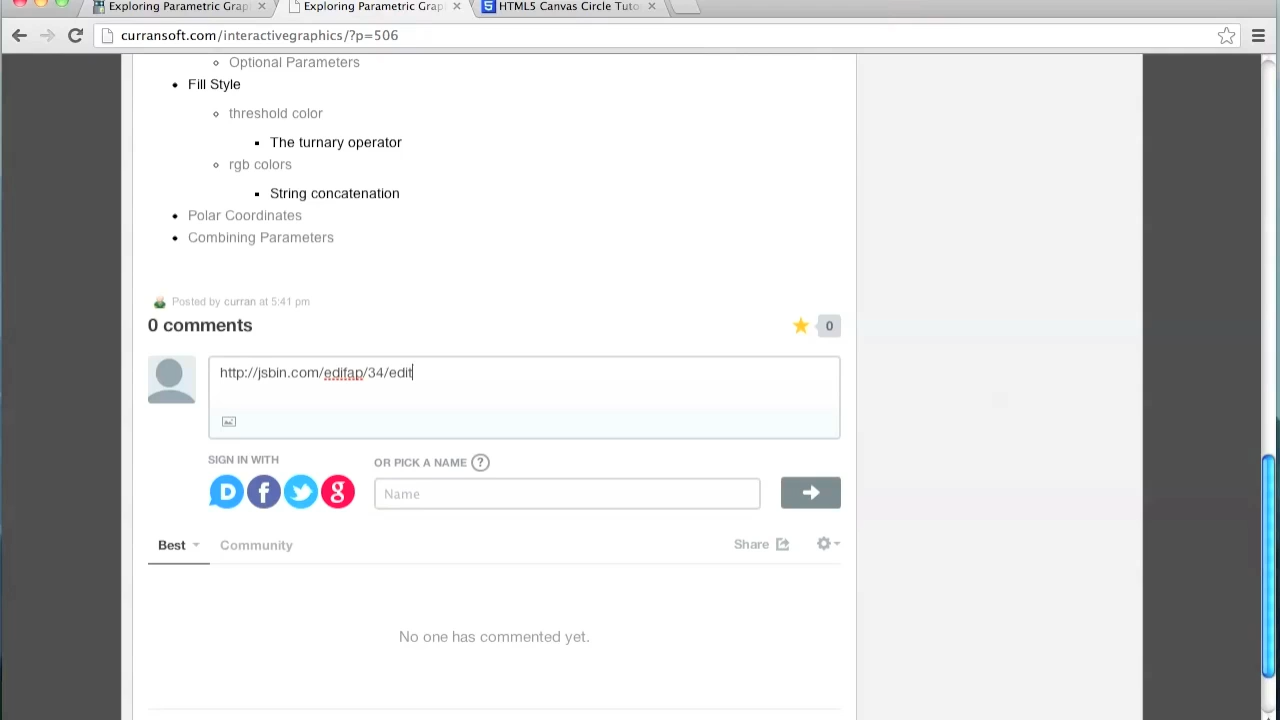 Exploring Parametric Grap
Exploring Parametric Grap
HTML5 Canvas Circle Tuto
curransoft.com/interactivegraphics/?p=506
Optional Parameters
Fill Style
threshold color
The turnary operator
rgb colors
String concatenation
Polar Coordinates
Combining Parameters
Posted by curran at 5:41 pm
0 comments
0
http://jsbin.com/edifap/34/edit
SIGN IN WITH
OR PICK A NAME ?
D f g
Name
Best
Community
Share
No one has commented yet.